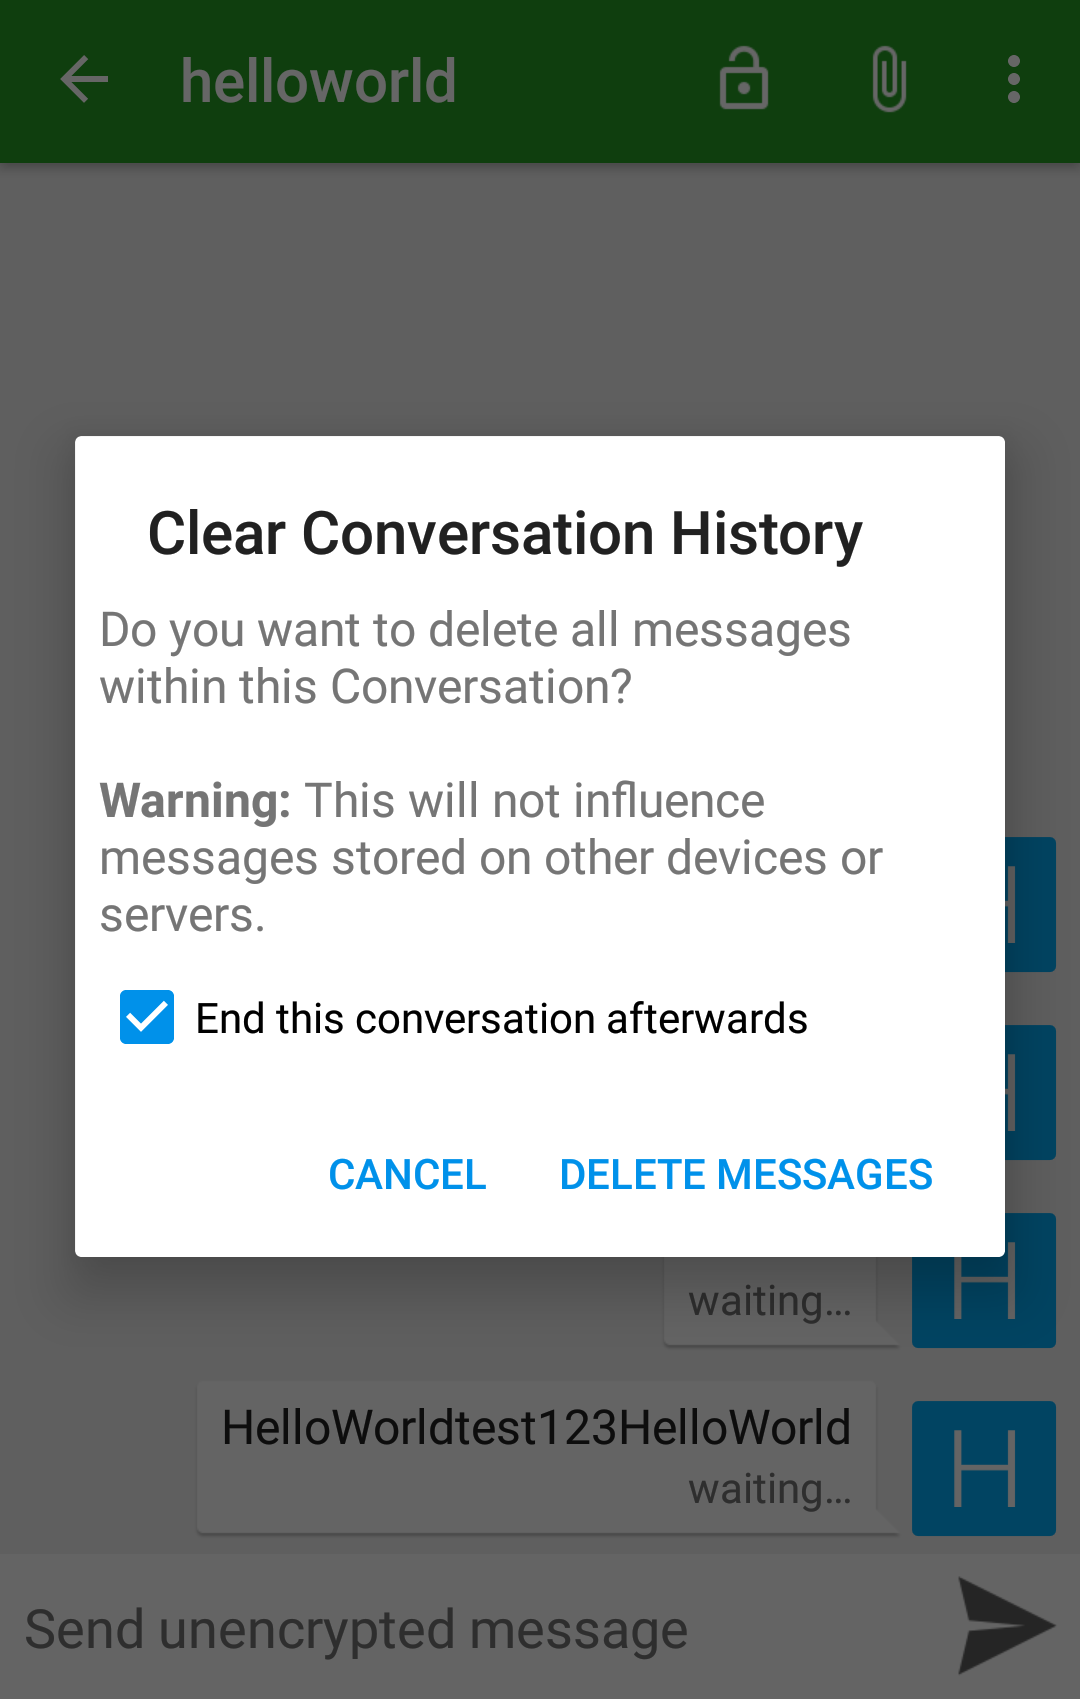 helloworld
Clear Conversation History
Do you want to delete all messages
within this Conversation?
Warning: This will not influence
messages stored on other devices or
servers.
End this conversation afterwards
CANCEL DELETE MESSAGES
H
H
waiting...
H
HelloWorldtest123HelloWorld
waiting...
H
Send unencrypted message